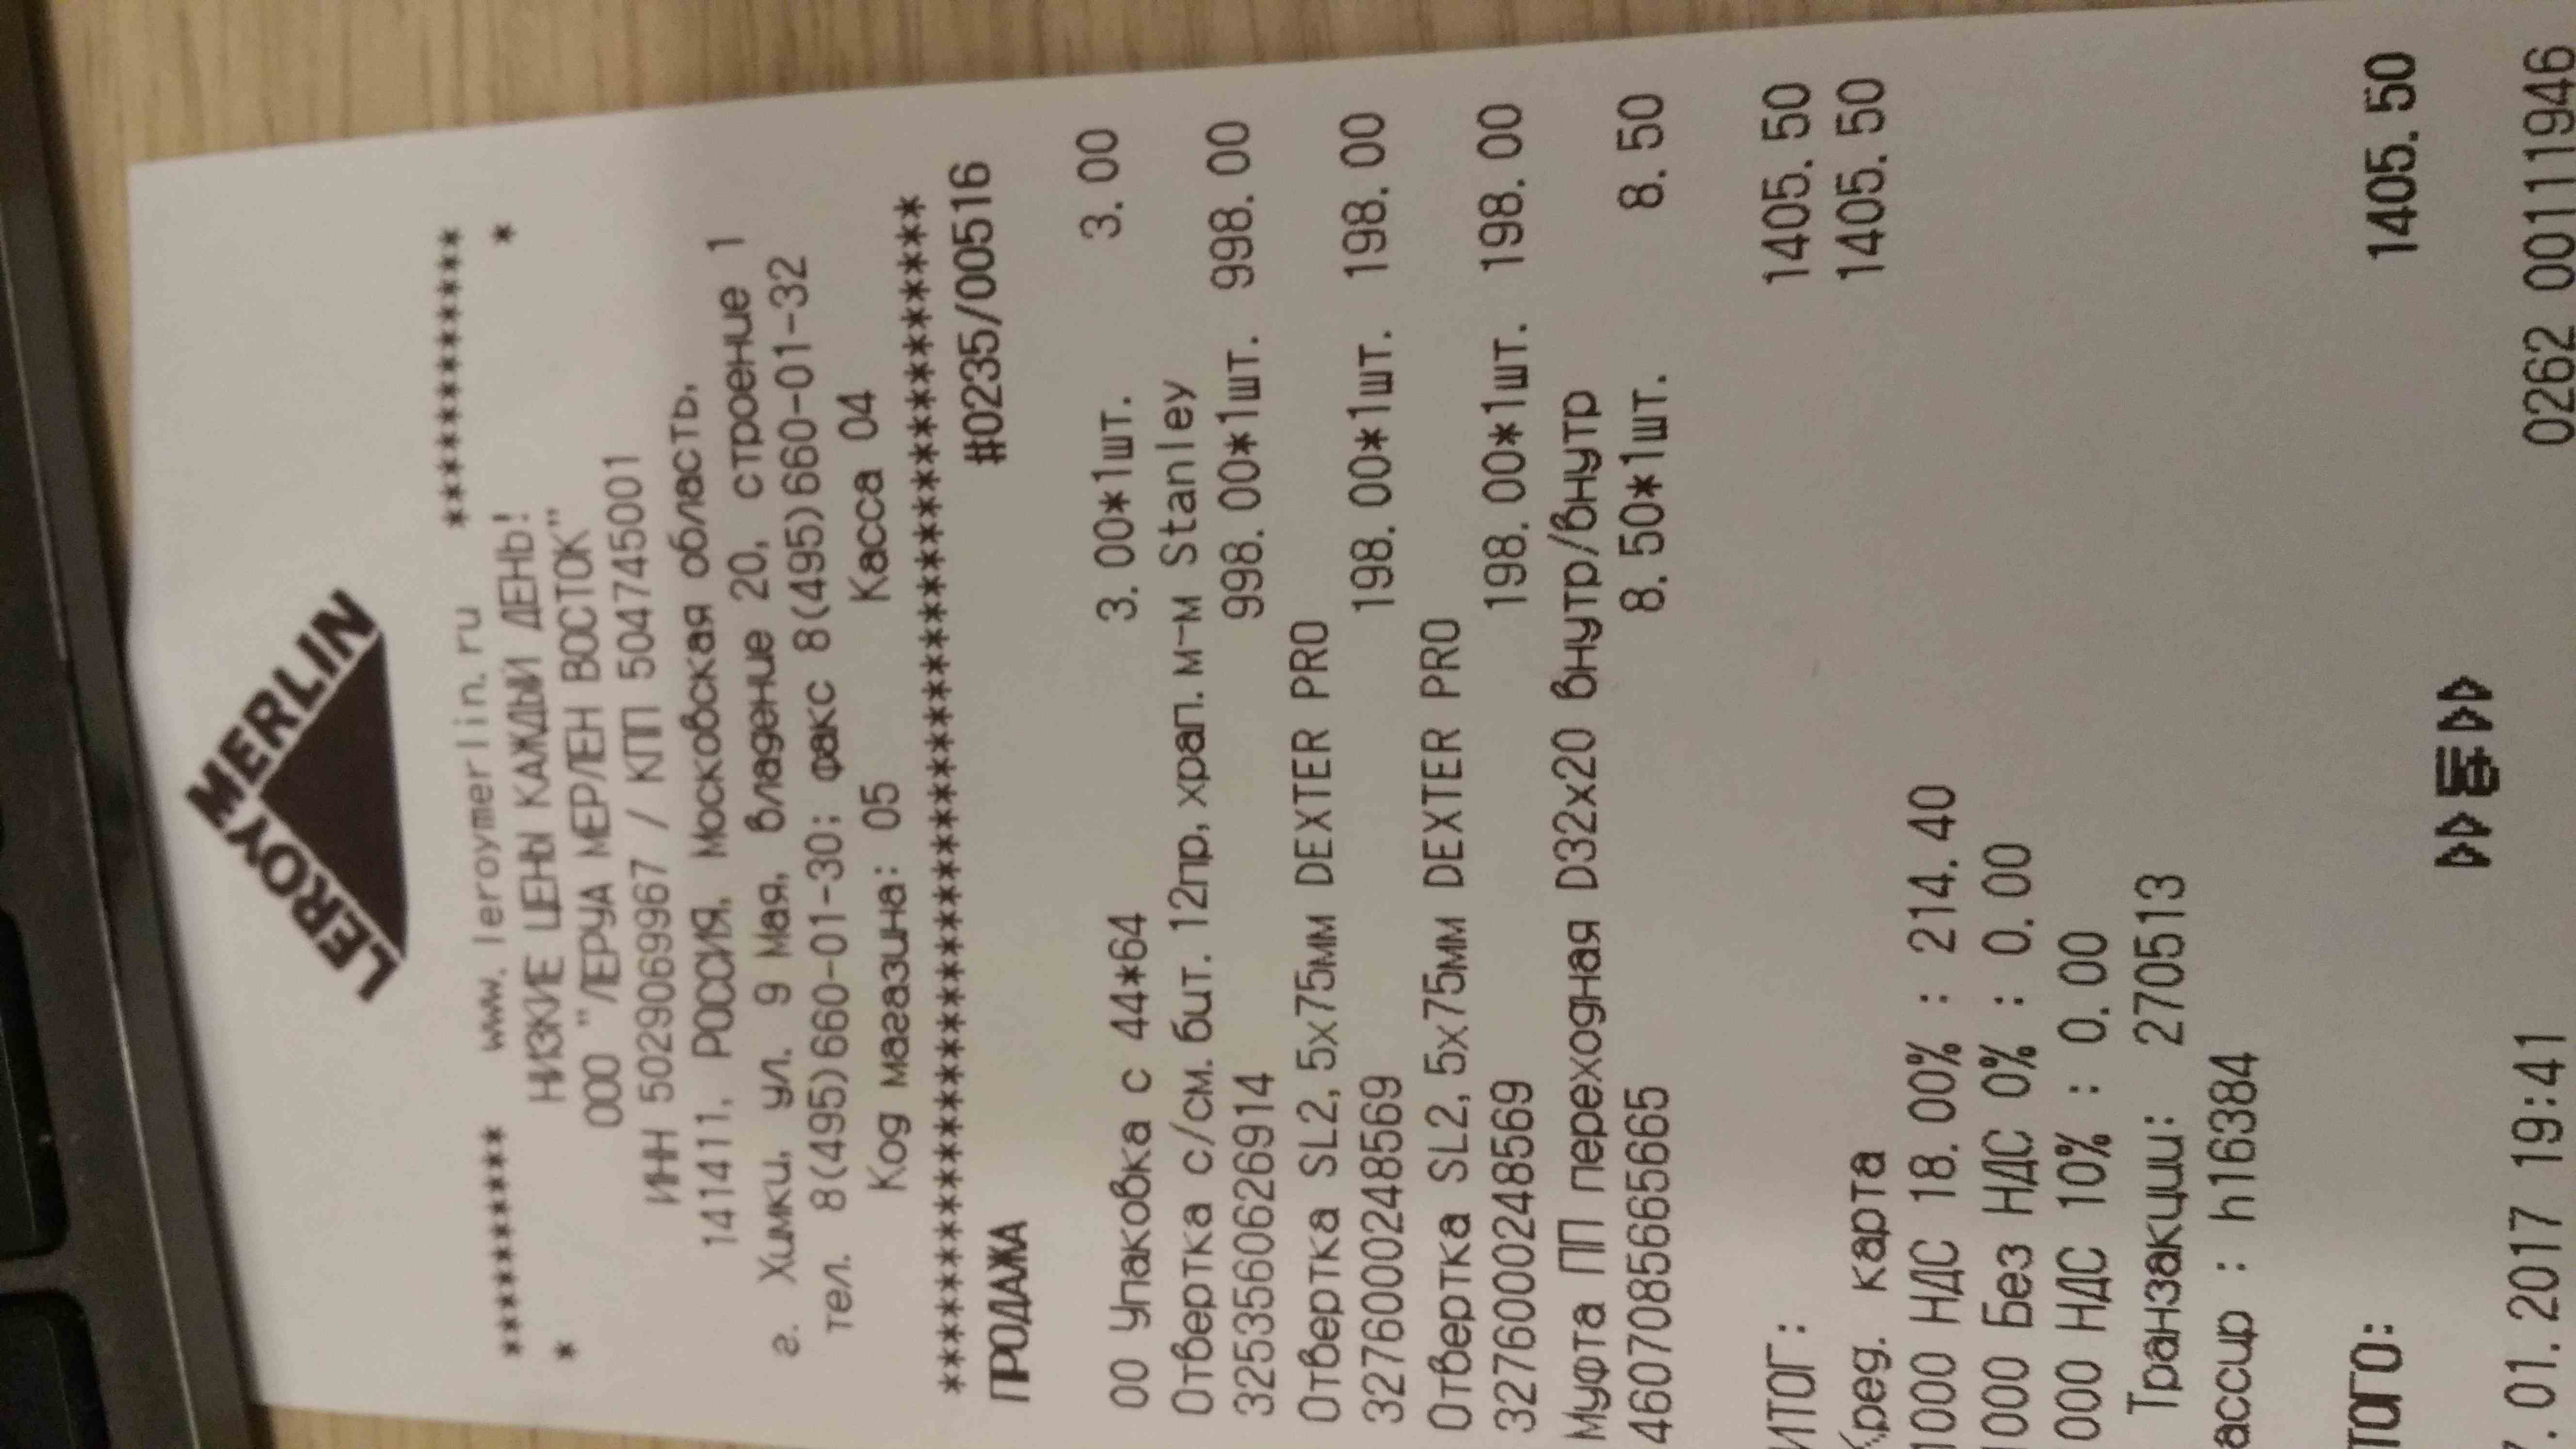 LEROY MERLIN
********** www.leroymerlin.ru *************
* НИЗКИЕ ЦЕНЫ КАЖДЫЙ ДЕНЬ! *
ООО "ЛЕРУА МЕРЛЕН ВОСТОК"
ИНН 5029069967 / КПП 504745001
141411, РОССИЯ, Московская область,
г. Химки, ул. 9 Мая, владение 20, строение 1
тел. 8(495)660-01-30; факс 8(495)660-01-32
Код магазина: 05 Касса 04
********************************************
ПРОДАЖА #0235/00516
00 Упаковка с 44*64
3.00*1шт. 3.00
Отвертка с/см. бит. 12пр, храп. м-м Stanley
3253560626914 998.00*1шт. 998.00
Отвертка SL2, 5x75мм DEXTER PRO
3276000248569 198.00*1шт. 198.00
Отвертка SL2, 5x75мм DEXTER PRO
3276000248569 198.00*1шт. 198.00
Муфта ПП переходная D32x20 внутр/внутр
4607085665665 8.50*1шт. 8.50
ИТОГ: 1405.50
Кред. карта 1405.50
000 НДС 18.00% : 214.40
000 Без НДС 0% : 0.00
000 НДС 10% : 0.00
Транзакции: 270513
ассир : h16384
ТОГО: 1405.50
.01.2017 19:41 0262 00111946